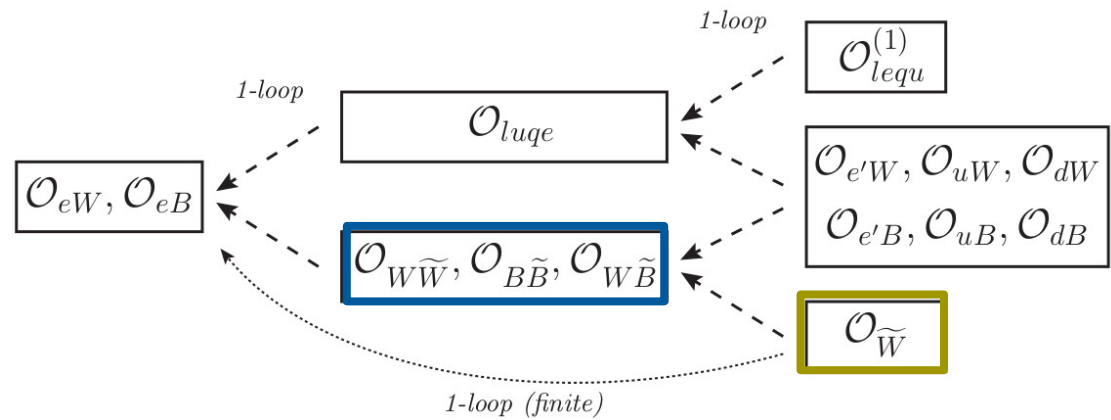 1-loop
𝒪_{lequ}^{(1)}
1-loop
𝒪_{luqe}
𝒪_{eW}, 𝒪_{eB}
𝒪_{e'W}, 𝒪_{uW}, 𝒪_{dW}
𝒪_{e'B}, 𝒪_{uB}, 𝒪_{dB}
𝒪_{W\widetilde{W}}, 𝒪_{B\widetilde{B}}, 𝒪_{W\widetilde{B}}
𝒪_{\widetilde{W}}
1-loop (finite)